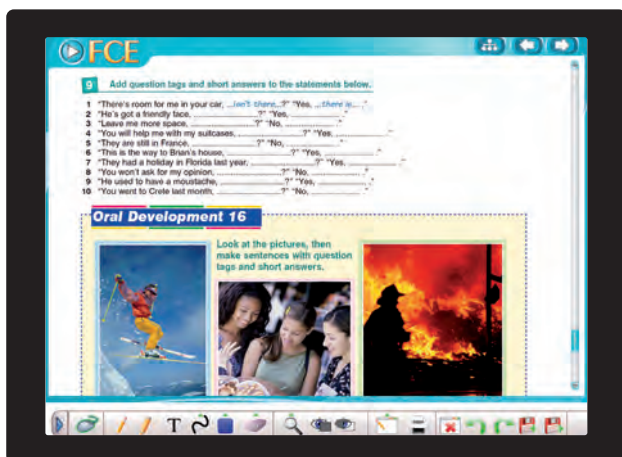 FCE
9 Add question tags and short answers to the statements below.
1 "There's room for me in your car, ...isn't there...?" "Yes, ...there is... ."
2 "He's got a friendly face, ....................?" "Yes, .................... ."
3 "Leave me more space, ....................?" "No, .................... ."
4 "You will help me with my suitcases, ....................?" "Yes, .................... ."
5 "They are still in France, ....................?" "No, .................... ."
6 "This is the way to Brian's house, ....................?" "Yes, .................... ."
7 "They had a holiday in Florida last year, ....................?" "Yes, .................... ."
8 "You won't ask for my opinion, ....................?" "No, .................... ."
9 "He used to have a moustache, ....................?" "Yes, .................... ."
10 "You went to Crete last month, ....................?" "No, .................... ."
Oral Development 16
Look at the pictures, then
make sentences with question
tags and short answers.
T